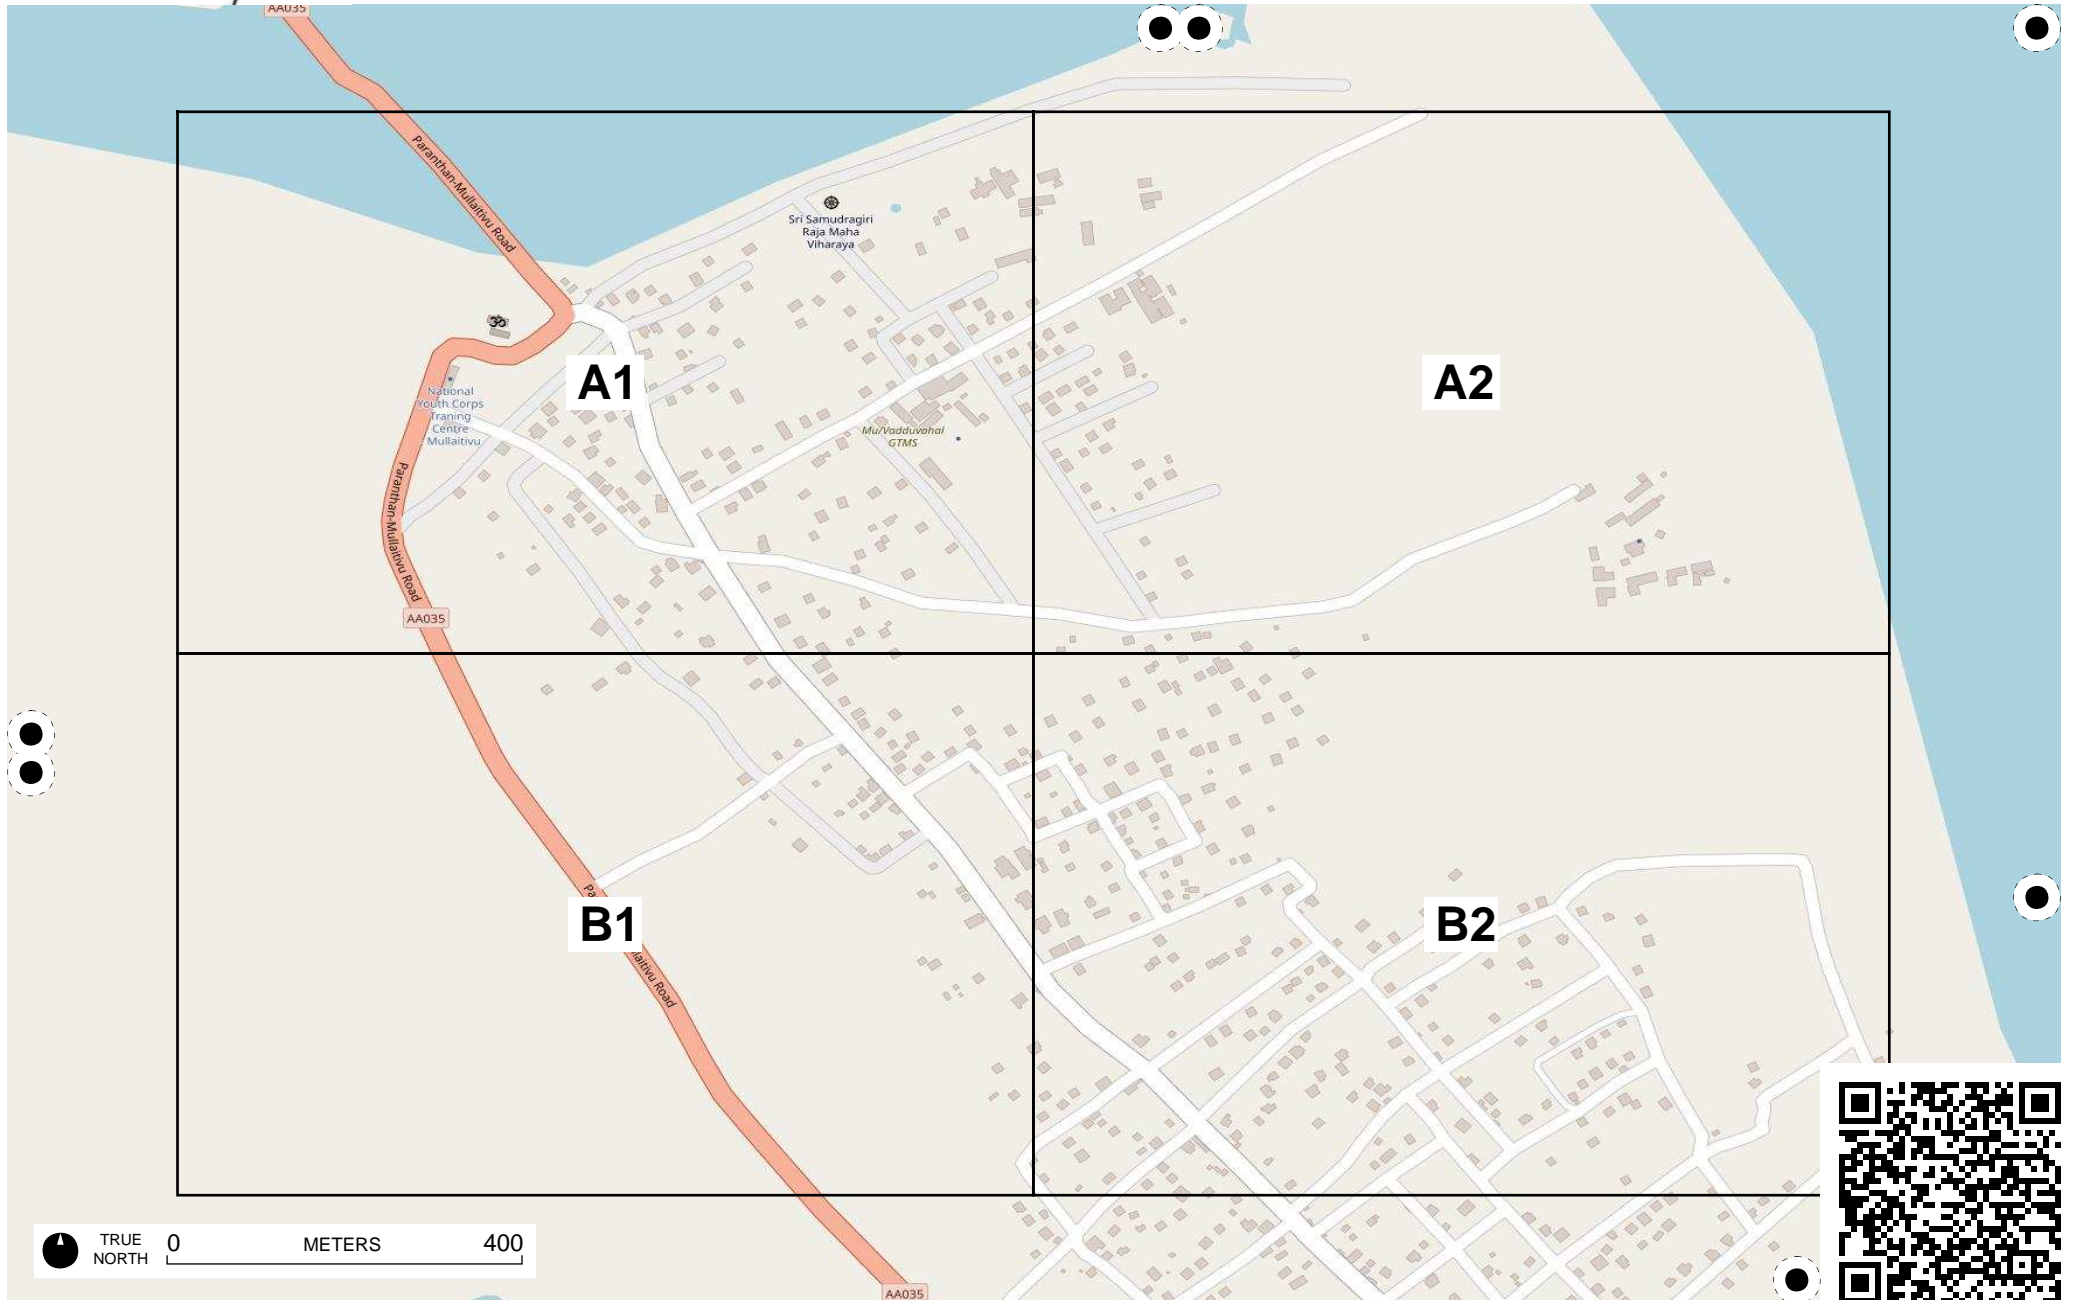 AA035
Paranthan-Mullaitivu Road
Sri Samudragiri
Raja Maha
Viharaya
ॐ
A1
A2
National
Youth Corps
Traning
Centre
Mullaitivu
Mu/Vadduvahal
GTMS
Paranthan-Mullaitivu Road
AA035
B1
B2
Pa
laitivu Road
TRUE
NORTH
0 METERS 400
AA035